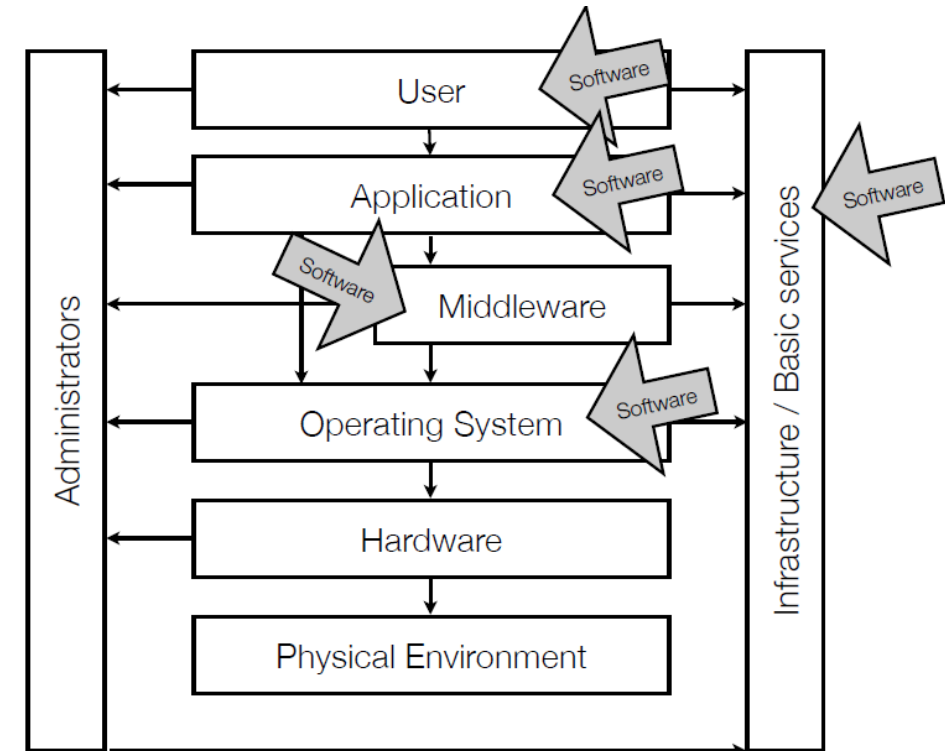 User
Software
Application
Software
Software
Software
Middleware
Operating System
Software
Hardware
Physical Environment
Administrators
Infrastructure / Basic services